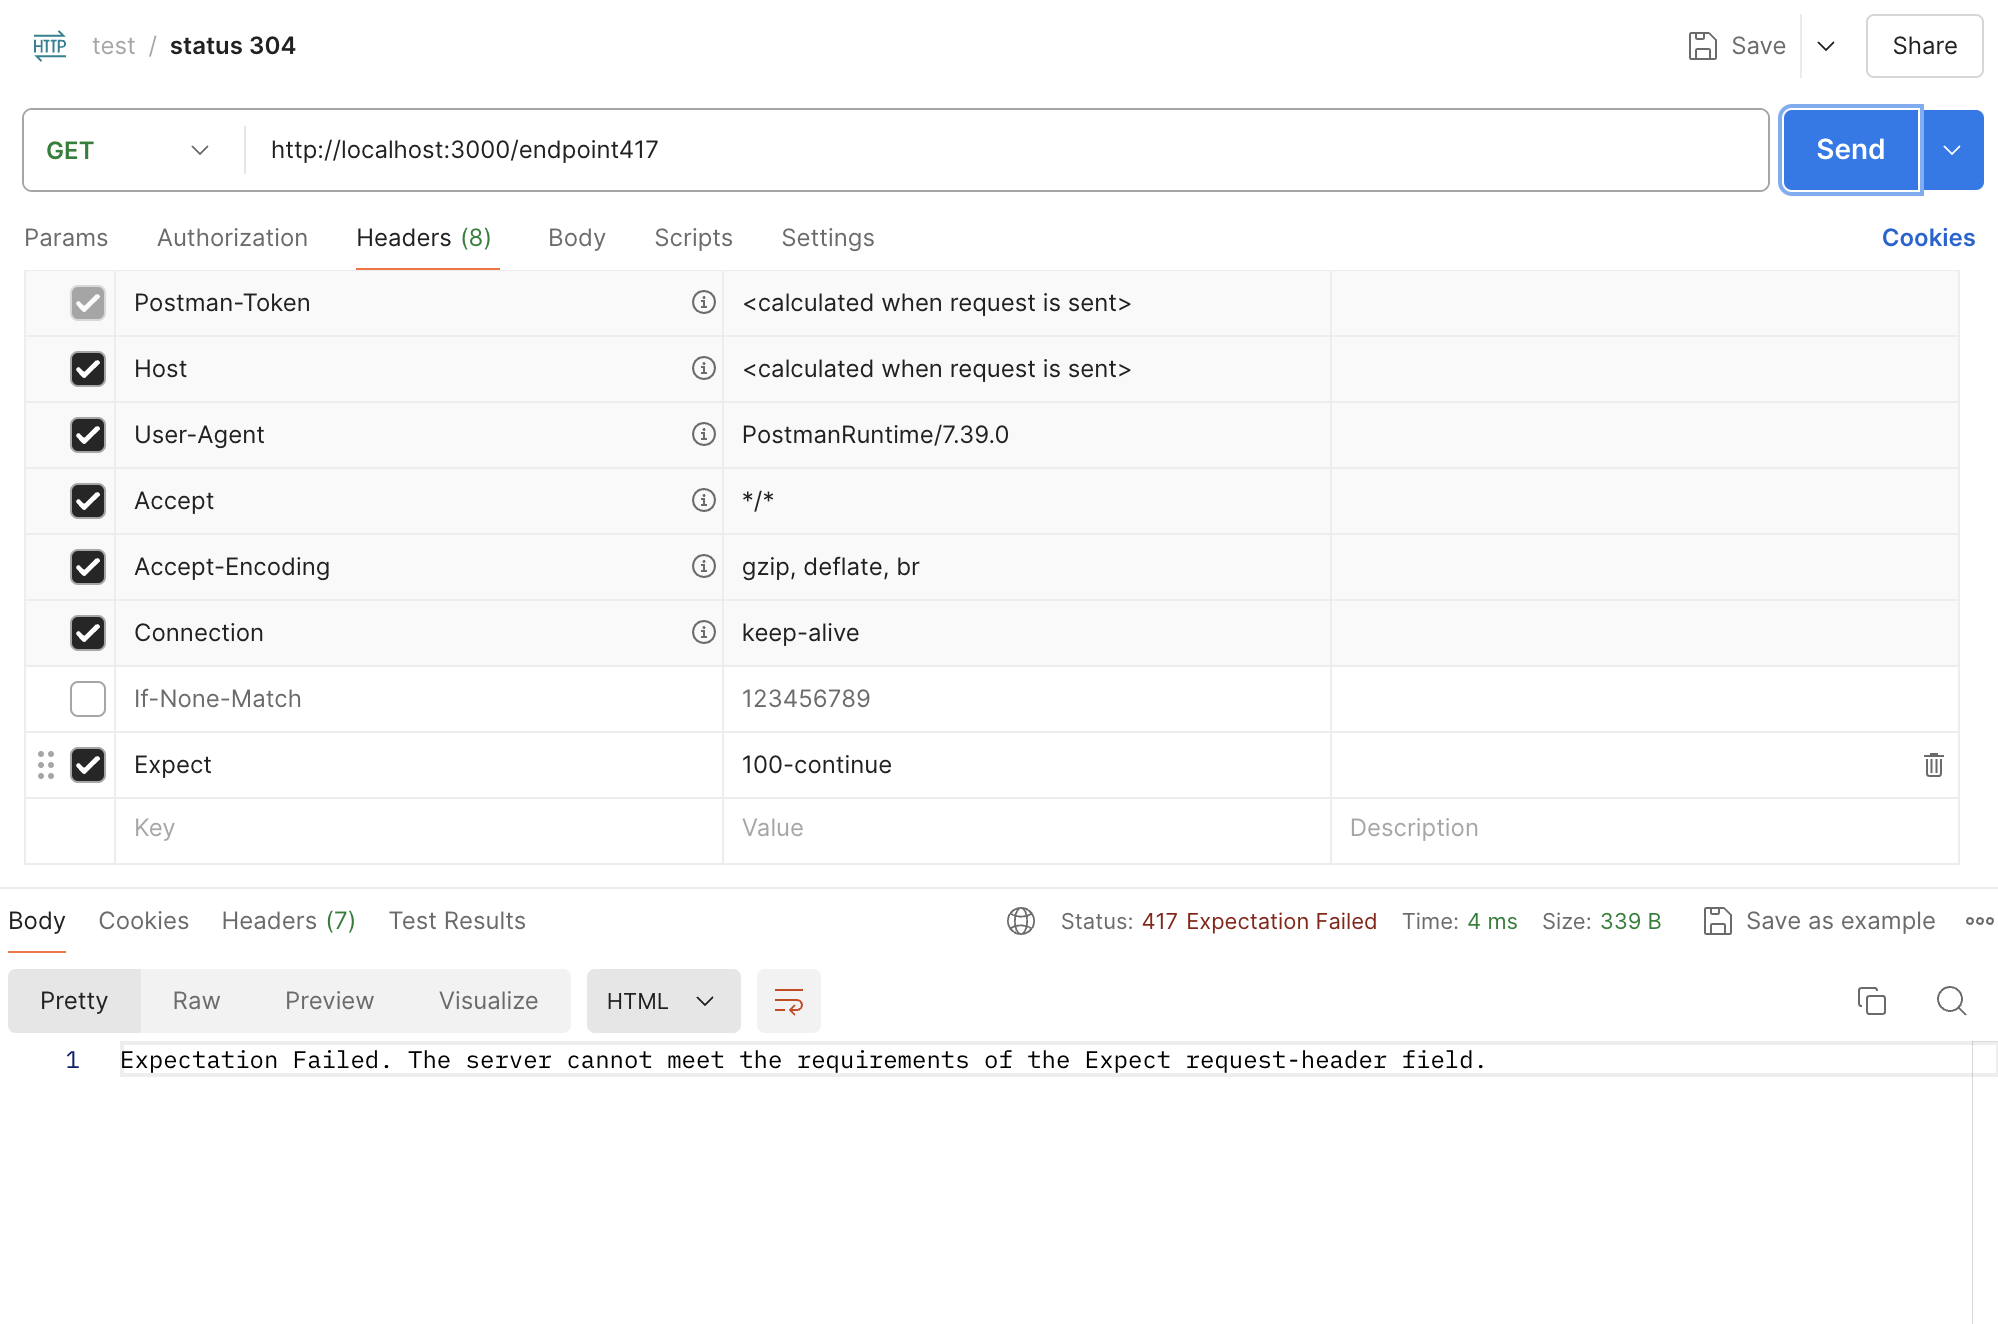 HTTP test / status 304 Save Share
GET http://localhost:3000/endpoint417 Send
Params Authorization Headers (8) Body Scripts Settings Cookies
Postman-Token <calculated when request is sent>
Host <calculated when request is sent>
User-Agent PostmanRuntime/7.39.0
Accept */*
Accept-Encoding gzip, deflate, br
Connection keep-alive
If-None-Match 123456789
Expect 100-continue
Key Value Description
Body Cookies Headers (7) Test Results Status: 417 Expectation Failed Time: 4 ms Size: 339 B Save as example
Pretty Raw Preview Visualize HTML
1 Expectation Failed. The server cannot meet the requirements of the Expect request-header field.